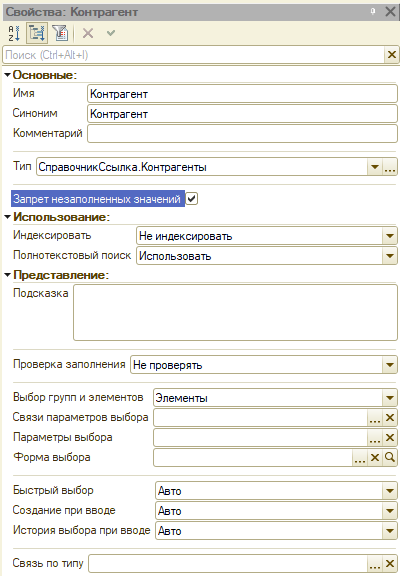 Свойства: Контрагент
Поиск (Ctrl+Alt+I)
Основные:
Имя Контрагент
Синоним Контрагент
Комментарий
Тип СправочникСсылка.Контрагенты
Запрет незаполненных значений
Использование:
Индексировать Не индексировать
Полнотекстовый поиск Использовать
Представление:
Подсказка
Проверка заполнения Не проверять
Выбор групп и элементов Элементы
Связи параметров выбора
Параметры выбора
Форма выбора
Быстрый выбор Авто
Создание при вводе Авто
История выбора при вводе Авто
Связь по типу